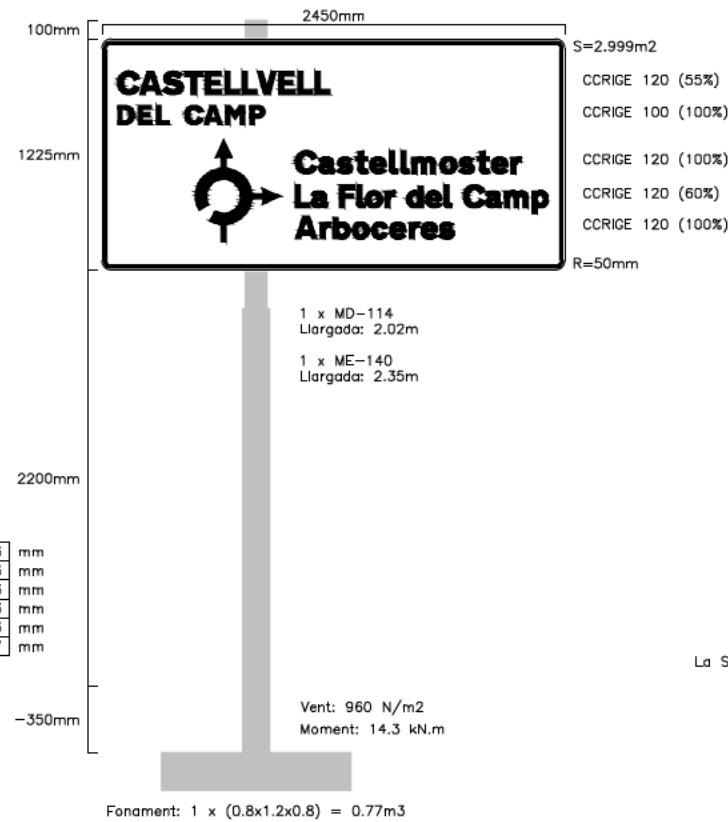 2450mm
100mm
S=2.999m2
CASTELLVELL
CCRIGE 120 (55%)
DEL CAMP
CCRIGE 100 (100%)
1225mm
Castellmoster
CCRIGE 120 (100%)
La Flor del Camp
CCRIGE 120 (60%)
Arboceres
CCRIGE 120 (100%)
R=50mm
1 x MD-114
Llargada: 2.02m
1 x ME-140
Llargada: 2.35m
2200mm
mm
mm
mm
mm
mm
mm
La S
Vent: 960 N/m2
-350mm
Moment: 14.3 kN.m
Fonament: 1 x (0.8x1.2x0.8) = 0.77m3